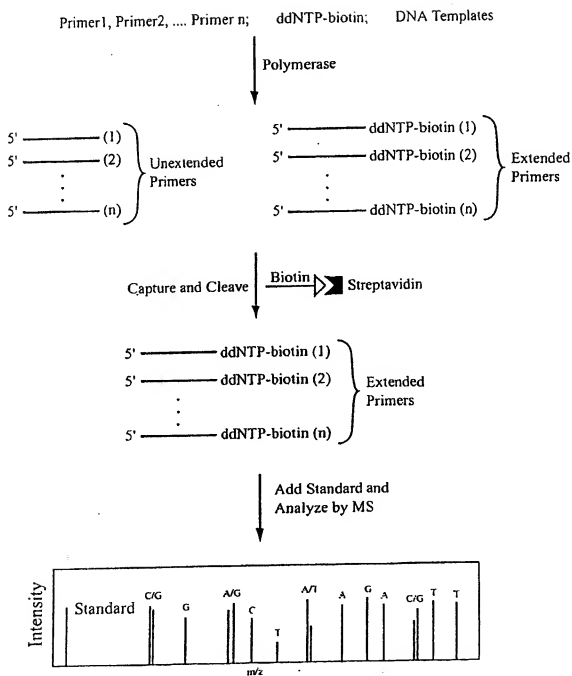 Primer1, Primer2, .... Primer n; ddNTP-biotin; DNA Templates
Polymerase
5' (1)
5' (2)
5' (n)
Unextended
Primers
5' ddNTP-biotin (1)
5' ddNTP-biotin (2)
5' ddNTP-biotin (n)
Extended
Primers
Capture and Cleave
Biotin
Streptavidin
5' ddNTP-biotin (1)
5' ddNTP-biotin (2)
5' ddNTP-biotin (n)
Extended
Primers
Add Standard and
Analyze by MS
Intensity
Standard
C/G
G
A/G
C
T
A/T
A
G
A
C/G
T
T
m/z